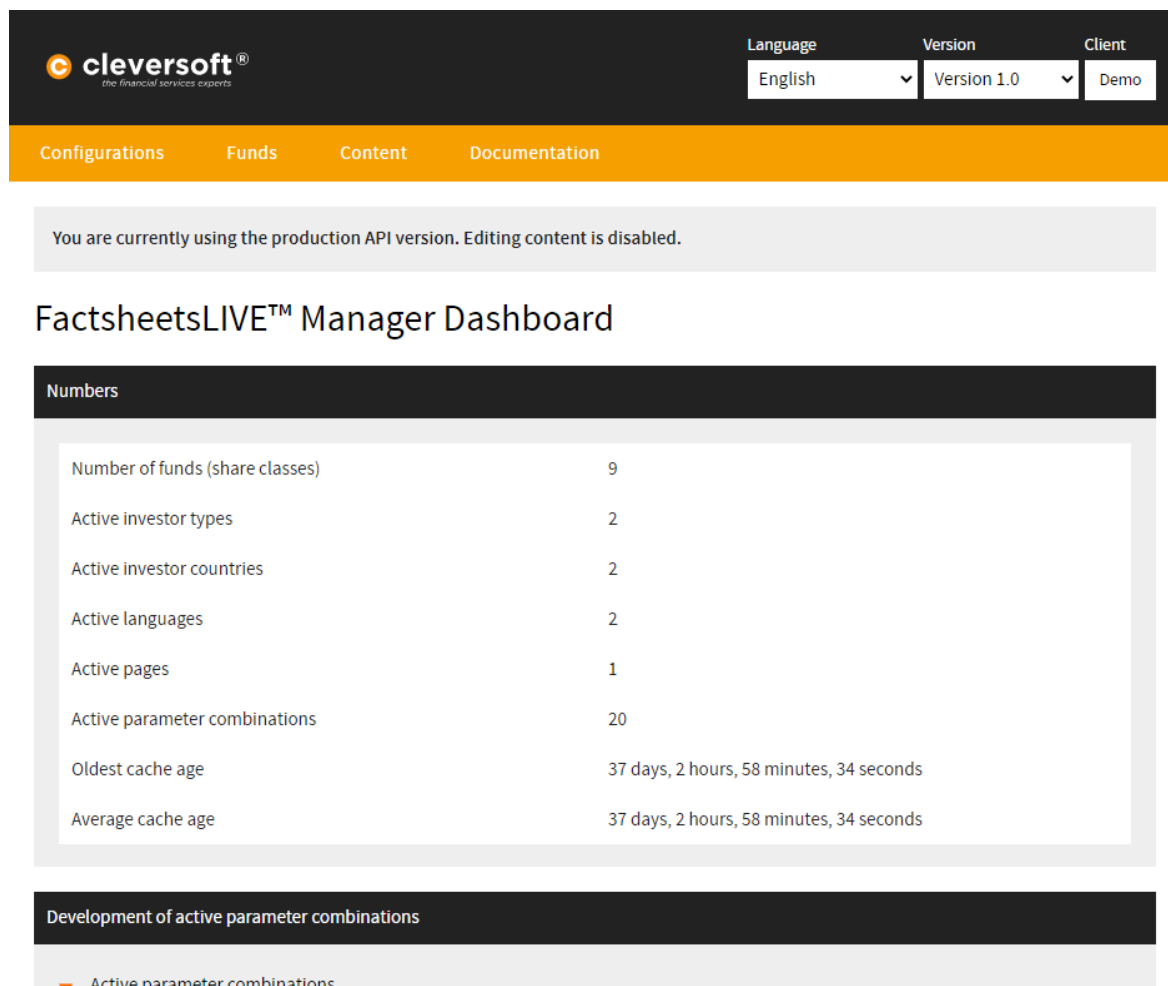 cleversoft®
the financial services experts
Language
Version
Client
English
Version 1.0
Demo
Configurations
Funds
Content
Documentation
You are currently using the production API version. Editing content is disabled.
FactsheetsLIVE™ Manager Dashboard
Numbers
Number of funds (share classes) 9
Active investor types 2
Active investor countries 2
Active languages 2
Active pages 1
Active parameter combinations 20
Oldest cache age 37 days, 2 hours, 58 minutes, 34 seconds
Average cache age 37 days, 2 hours, 58 minutes, 34 seconds
Development of active parameter combinations
Active parameter combinations